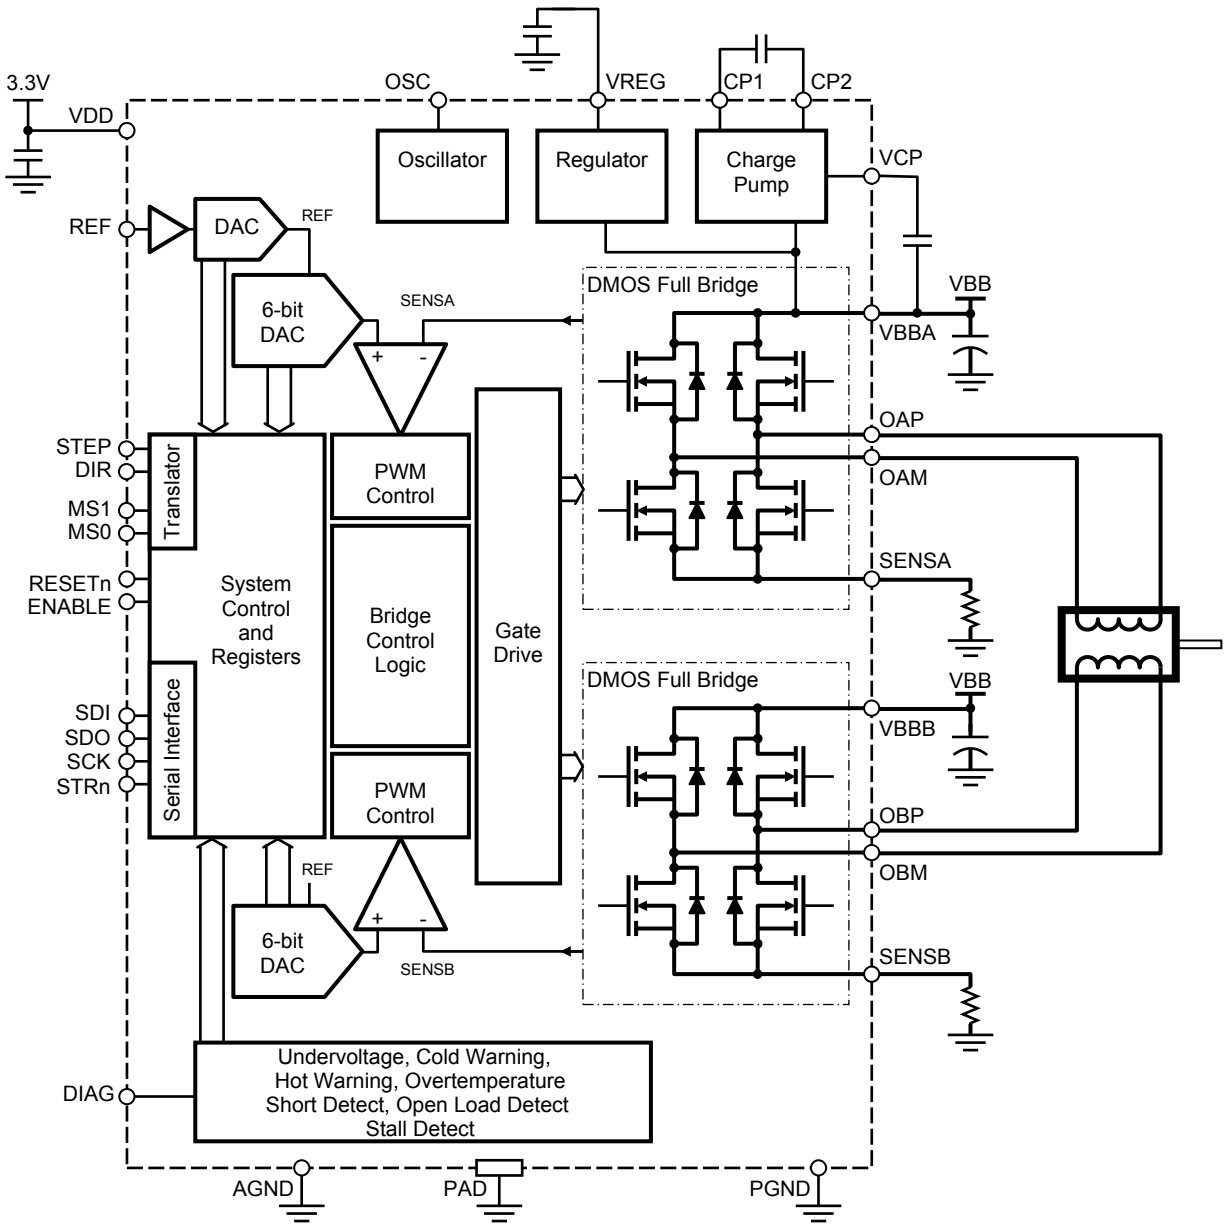 3.3V
VDD
OSC
VREG
CP1
CP2
Oscillator
Regulator
Charge
Pump
VCP
REF
DAC
REF
6-bit
DAC
SENSA
+
-
DMOS Full Bridge
VBB
VBBA
OAP
OAM
SENSA
STEP
DIR
MS1
MS0
Translator
PWM
Control
RESETn
ENABLE
System
Control
and
Registers
Bridge
Control
Logic
Gate
Drive
SDI
SDO
SCK
STRn
Serial Interface
PWM
Control
DMOS Full Bridge
VBB
VBBB
OBP
OBM
SENSB
REF
6-bit
DAC
+
-
SENSB
Undervoltage, Cold Warning,
Hot Warning, Overtemperature
Short Detect, Open Load Detect
Stall Detect
DIAG
AGND
PAD
PGND